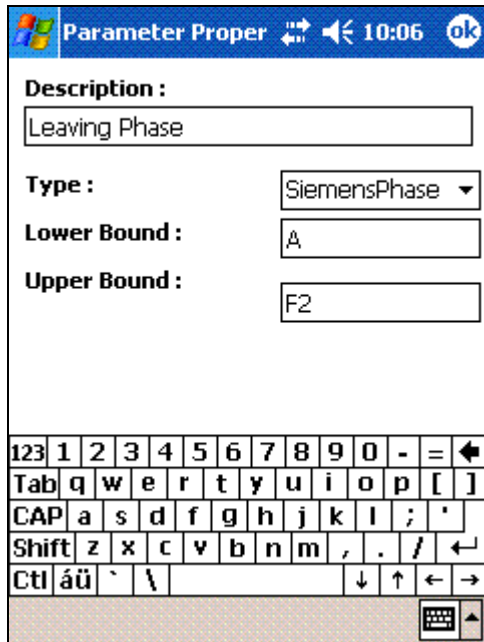 Parameter Proper 10:06 ok
Description :
Leaving Phase
Type : SiemensPhase
Lower Bound : A
Upper Bound :
F2
123 1 2 3 4 5 6 7 8 9 0 - =
Tab q w e r t y u i o p [ ]
CAP a s d f g h j k l ; '
Shift z x c v b n m , . /
Ctl áü ` \ ↓ ↑ ← →